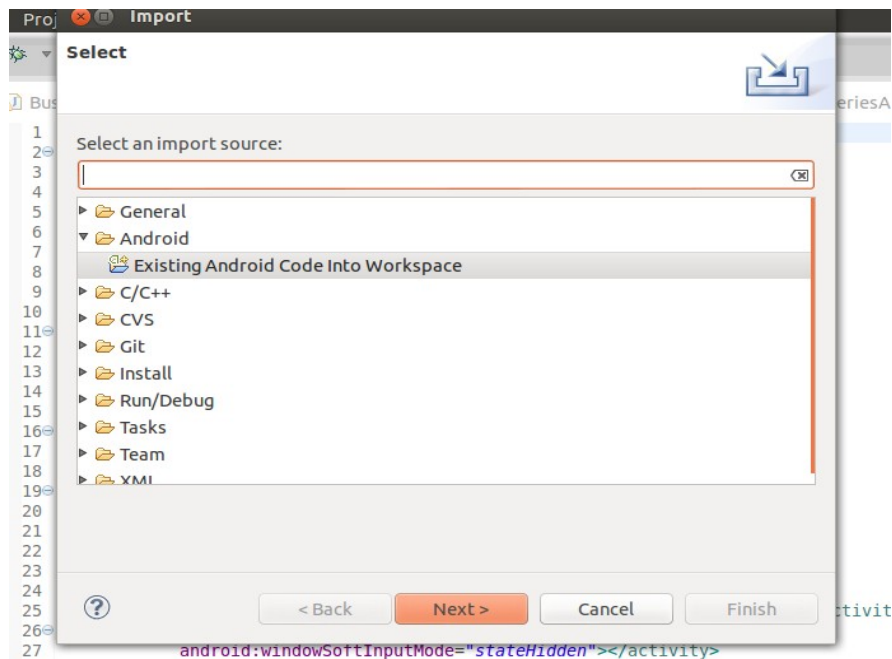 Proj Import
Select
Bus
eriesA
Select an import source:
General
Android
Existing Android Code Into Workspace
C/C++
CVS
Git
Install
Run/Debug
Tasks
Team
XML
1
2
3
4
5
6
7
8
9
10
11
12
13
14
15
16
17
18
19
20
21
22
23
24
25
26
27
?
< Back Next > Cancel Finish
ctivit
android:windowSoftInputMode="stateHidden"></activity>